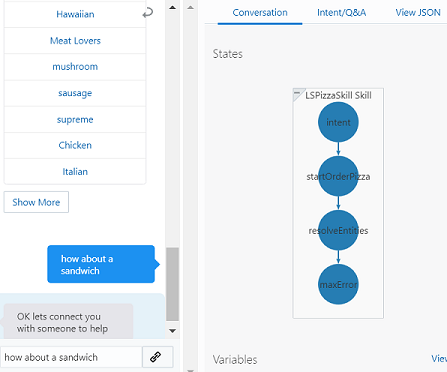 Hawaiian
Meat Lovers
mushroom
sausage
supreme
Chicken
Italian
Show More
how about a
sandwich
OK lets connect you
with someone to help
how about a sandwich
Conversation
Intent/Q&A
View JSON
States
LSPizzaSkill Skill
intent
startOrderPizza
resolveEntities
maxError
Variables